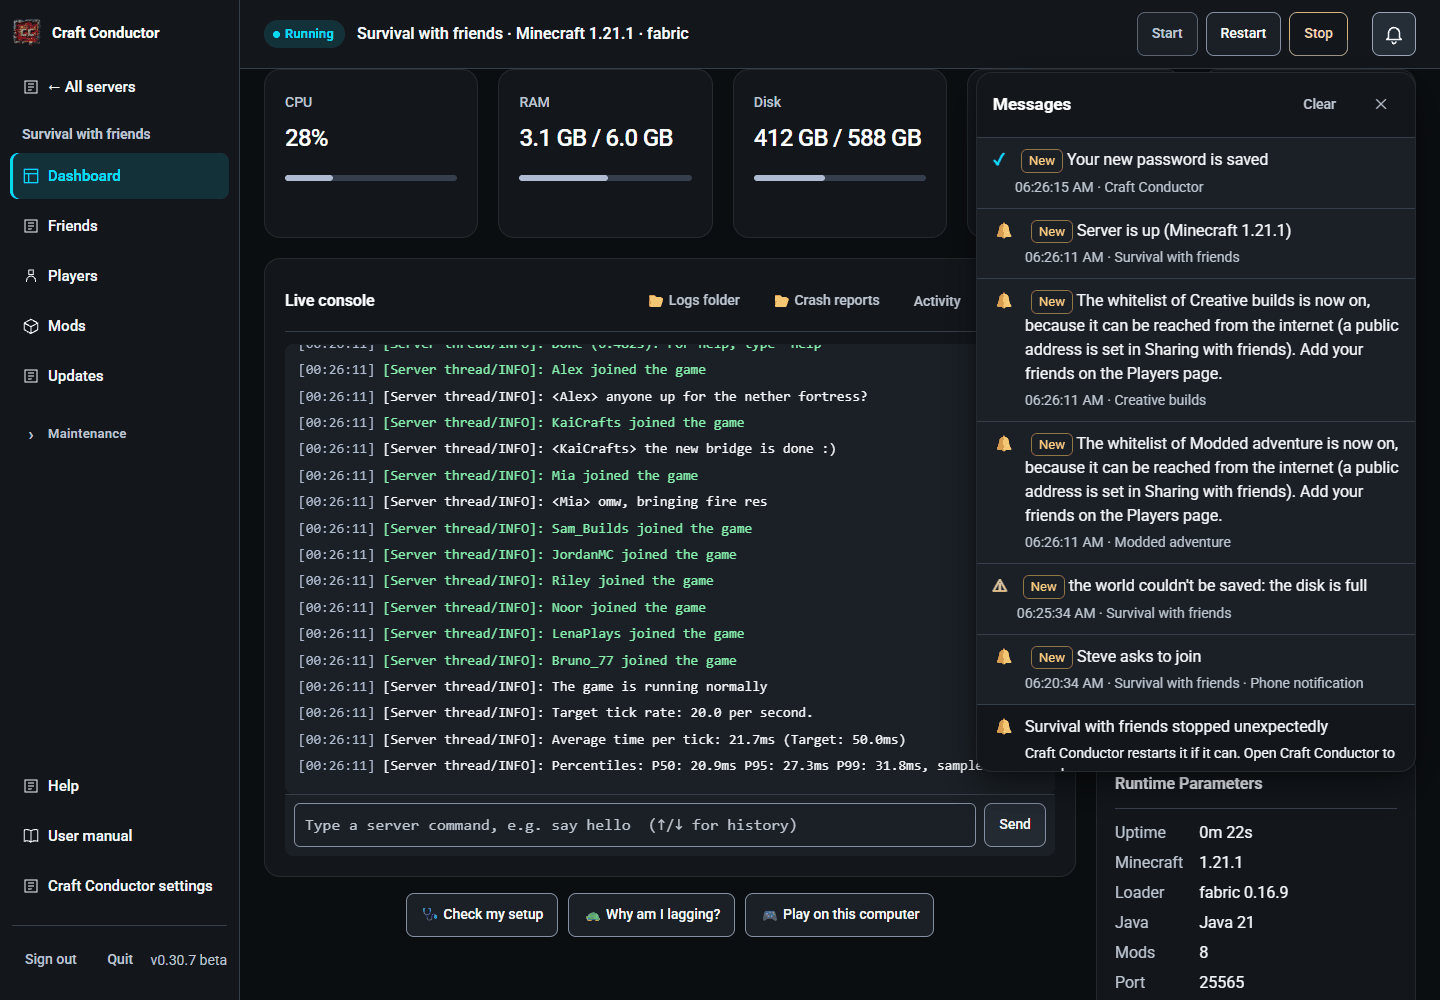 Craft Conductor
← All servers
Survival with friends
Dashboard
Friends
Players
Mods
Updates
Maintenance
Help
User manual
Craft Conductor settings
Sign out
Quit
v0.30.7 beta
Running
Survival with friends · Minecraft 1.21.1 · fabric
Start
Restart
Stop
CPU
28%
RAM
3.1 GB / 6.0 GB
Disk
412 GB / 588 GB
Live console
Logs folder
Crash reports
Activity
[00:26:11] [Server thread/INFO]: Done (6.482s)! For help, type "help"
[00:26:11] [Server thread/INFO]: Alex joined the game
[00:26:11] [Server thread/INFO]: <Alex> anyone up for the nether fortress?
[00:26:11] [Server thread/INFO]: KaiCrafts joined the game
[00:26:11] [Server thread/INFO]: <KaiCrafts> the new bridge is done :)
[00:26:11] [Server thread/INFO]: Mia joined the game
[00:26:11] [Server thread/INFO]: <Mia> omw, bringing fire res
[00:26:11] [Server thread/INFO]: Sam_Builds joined the game
[00:26:11] [Server thread/INFO]: JordanMC joined the game
[00:26:11] [Server thread/INFO]: Riley joined the game
[00:26:11] [Server thread/INFO]: Noor joined the game
[00:26:11] [Server thread/INFO]: LenaPlays joined the game
[00:26:11] [Server thread/INFO]: Bruno_77 joined the game
[00:26:11] [Server thread/INFO]: The game is running normally
[00:26:11] [Server thread/INFO]: Target tick rate: 20.0 per second.
[00:26:11] [Server thread/INFO]: Average time per tick: 21.7ms (Target: 50.0ms)
[00:26:11] [Server thread/INFO]: Percentiles: P50: 20.9ms P95: 27.3ms P99: 31.8ms, sample
Type a server command, e.g. say hello (↑/↓ for history)
Send
Check my setup
Why am I lagging?
Play on this computer
Messages
Clear
New Your new password is saved
06:26:15 AM · Craft Conductor
New Server is up (Minecraft 1.21.1)
06:26:11 AM · Survival with friends
New The whitelist of Creative builds is now on,
because it can be reached from the internet (a public
address is set in Sharing with friends). Add your
friends on the Players page.
06:26:11 AM · Creative builds
New The whitelist of Modded adventure is now on,
because it can be reached from the internet (a public
address is set in Sharing with friends). Add your
friends on the Players page.
06:26:11 AM · Modded adventure
New the world couldn't be saved: the disk is full
06:25:34 AM · Survival with friends
New Steve asks to join
06:20:34 AM · Survival with friends · Phone notification
Survival with friends stopped unexpectedly
Craft Conductor restarts it if it can. Open Craft Conductor to
Runtime Parameters
Uptime 0m 22s
Minecraft 1.21.1
Loader fabric 0.16.9
Java Java 21
Mods 8
Port 25565